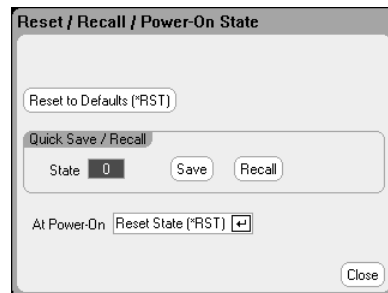 Reset / Recall / Power-On State
Reset to Defaults (*RST)
Quick Save / Recall
State 0 Save Recall
At Power-On Reset State (*RST)
Close